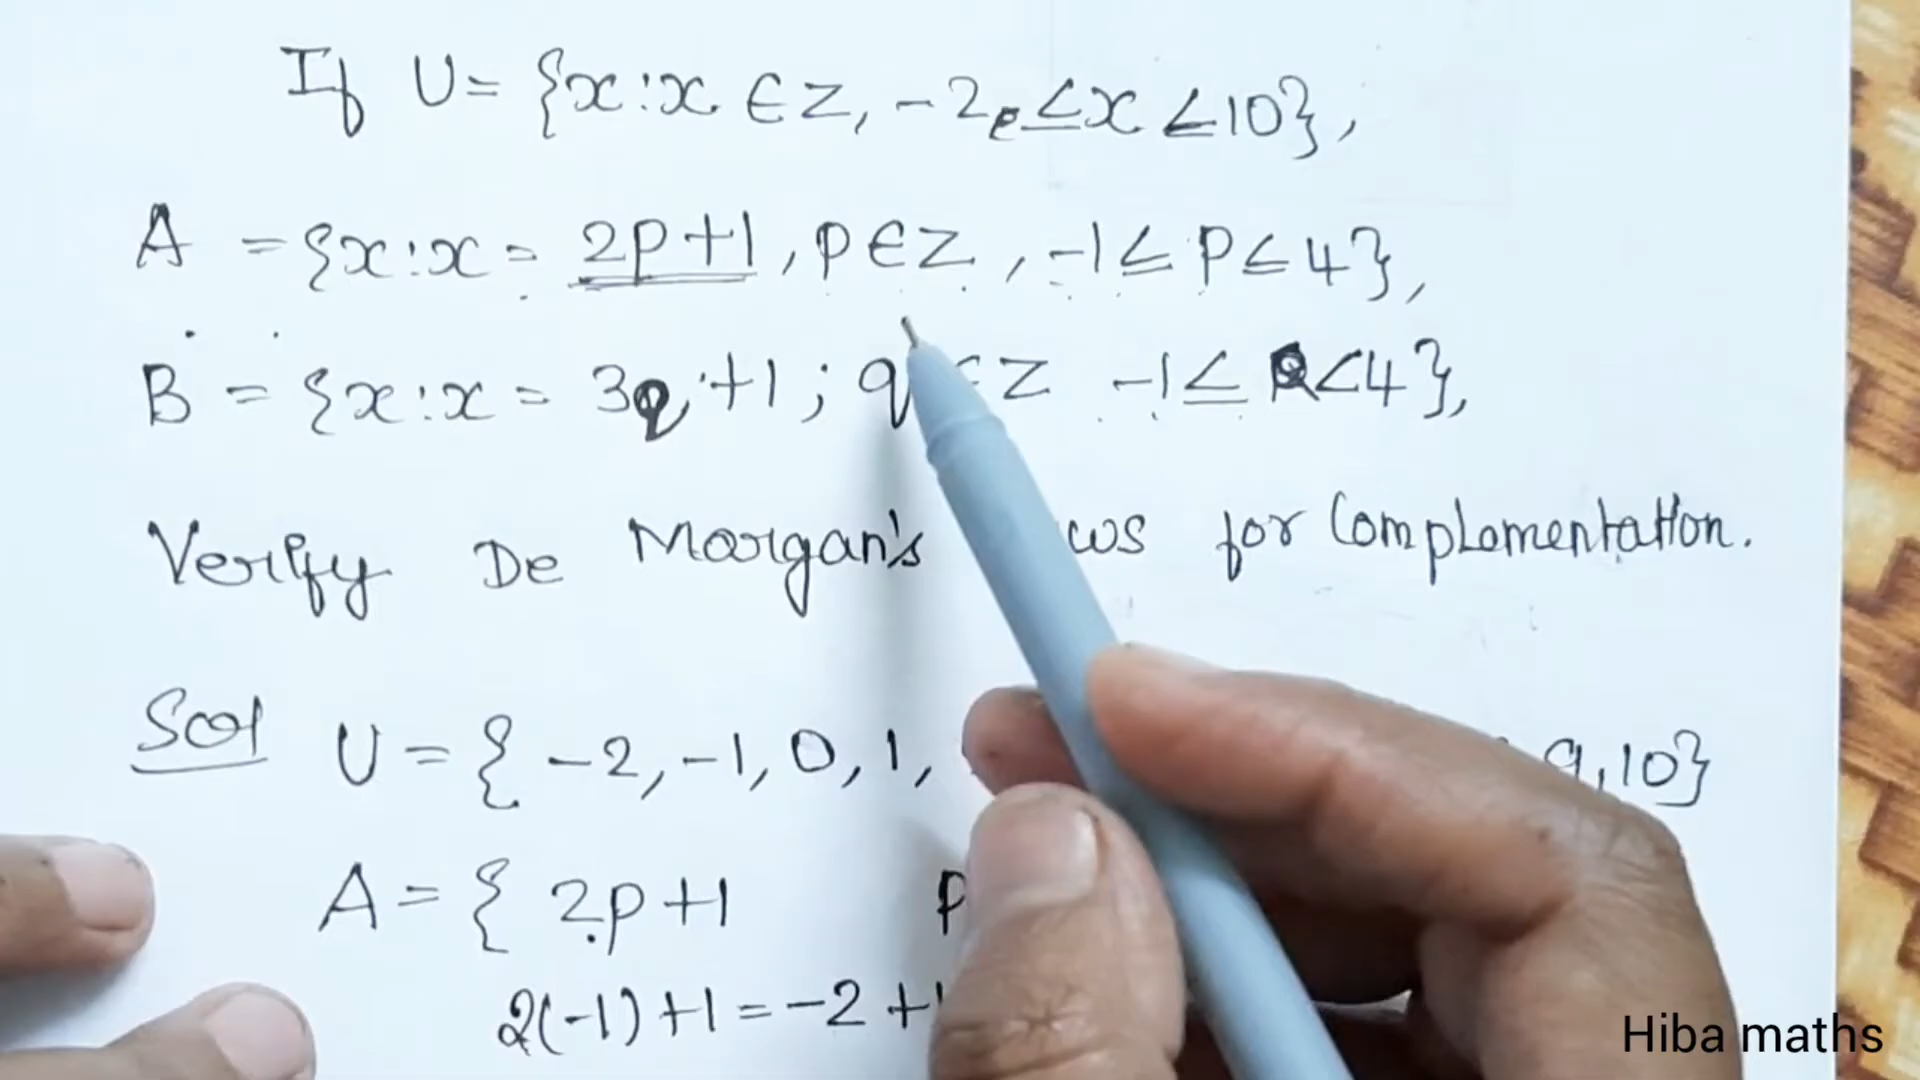 If U = {x : x ∈ Z, -2 ≤ x ≤ 10},
A = {x : x = 2p+1, p ∈ Z, -1 ≤ p ≤ 4},
B = {x : x = 3q+1 ; q Z -1 ≤ <4},
Verify De Morgan's for Complementation.
Sol U = { -2, -1, 0, 1, 9, 10}
A = { 2p+1 P
2(-1)+1 = -2 +
Hiba maths